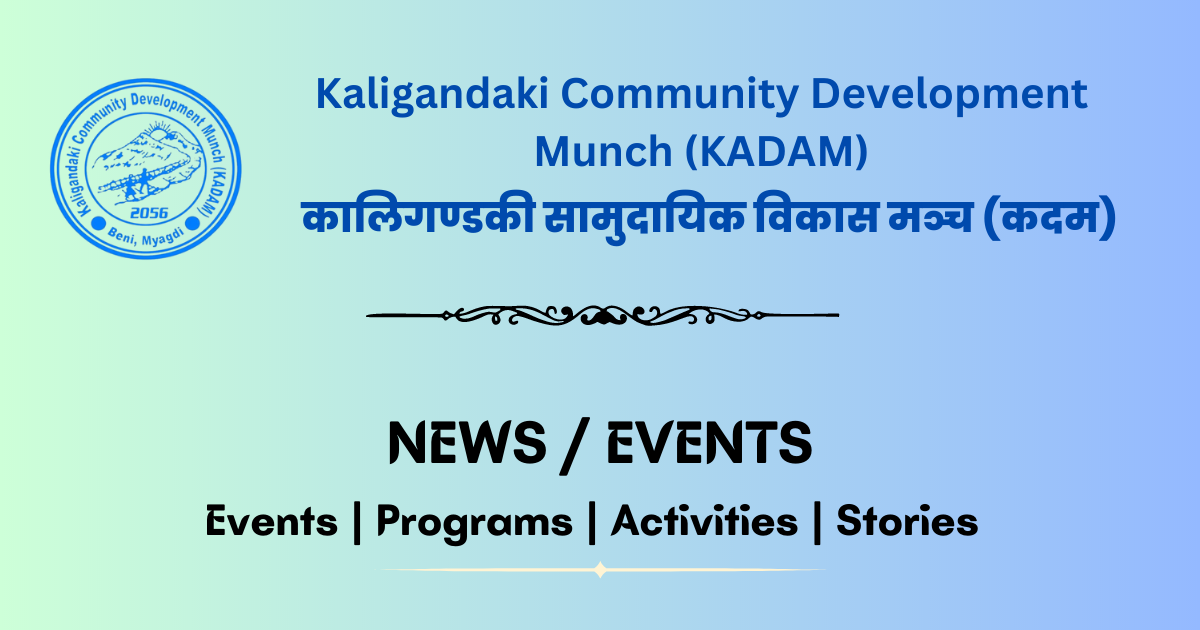 Kaligandaki Community Development Munch (KADAM)
2056
Beni, Myagdi
Kaligandaki Community Development
Munch (KADAM)
कालिगण्डकी सामुदायिक विकास मञ्च (कदम)
NEWS / EVENTS
Events | Programs | Activities | Stories